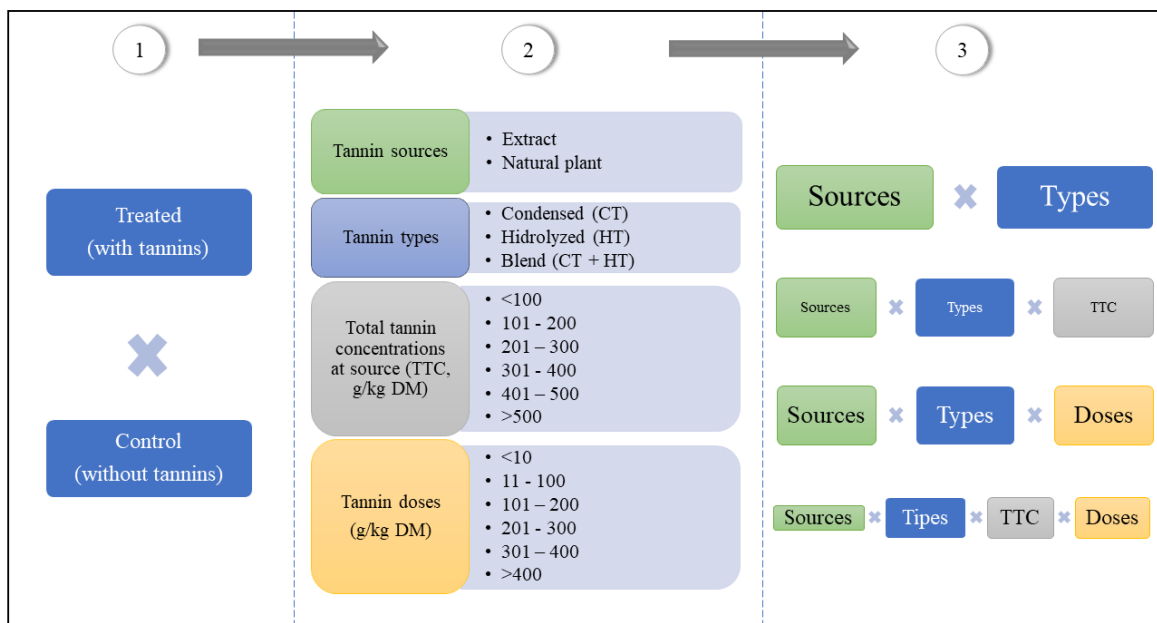 1
2
3
Treated
(with tannins)
Control
(without tannins)
Tannin sources
• Extract
• Natural plant
Tannin types
• Condensed (CT)
• Hidrolyzed (HT)
• Blend (CT + HT)
Total tannin
concentrations
at source (TTC,
g/kg DM)
• <100
• 101 - 200
• 201 – 300
• 301 - 400
• 401 – 500
• >500
Tannin doses
(g/kg DM)
• <10
• 11 - 100
• 101 – 200
• 201 - 300
• 301 – 400
• >400
Sources × Types
Sources × Types × TTC
Sources × Types × Doses
Sources × Tipes × TTC × Doses